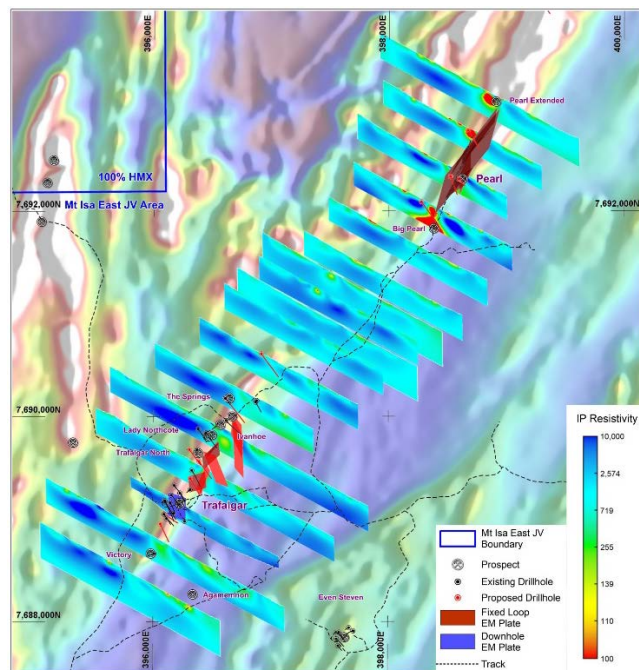 396,000E
398,000E
400,000E
Pearl Extended
100% HMX
Mt Isa East JV Area
Pearl
7,692,000N
7,692,000N
Big Pearl
The Springs
7,690,000N
Lady Northcote
Ivanhoe
Trafalgar North
Trafalgar
Victory
Agamemnon
Even Steven
7,688,000N
396,000E
398,000E
IP Resistivity
10,000
2,574
719
255
139
110
100
Mt Isa East JV
Boundary
Prospect
Existing Drillhole
Proposed Drillhole
Fixed Loop
EM Plate
Downhole
EM Plate
Track